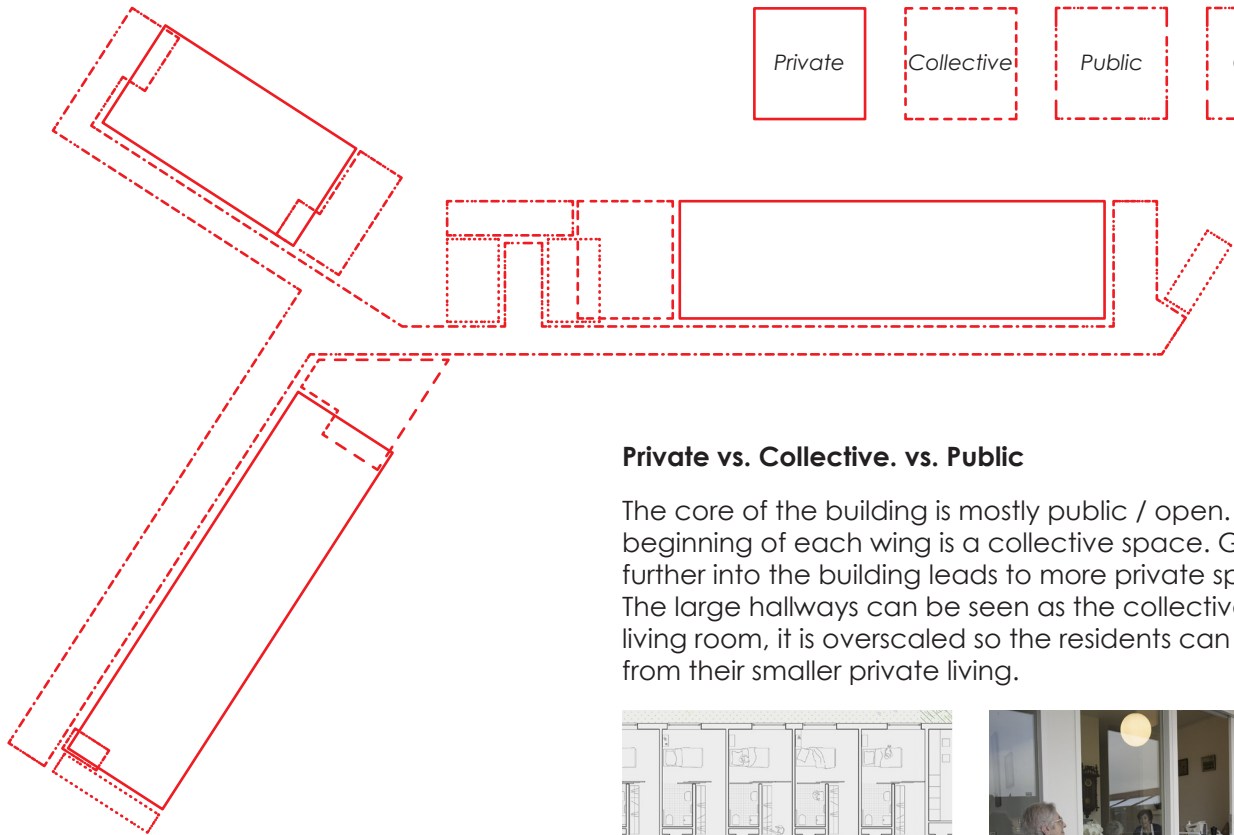 Private Collective Public
Private vs. Collective. vs. Public
The core of the building is mostly public / open.
beginning of each wing is a collective space.
further into the building leads to more private
The large hallways can be seen as the collective
living room, it is overscaled so the residents can
from their smaller private living.